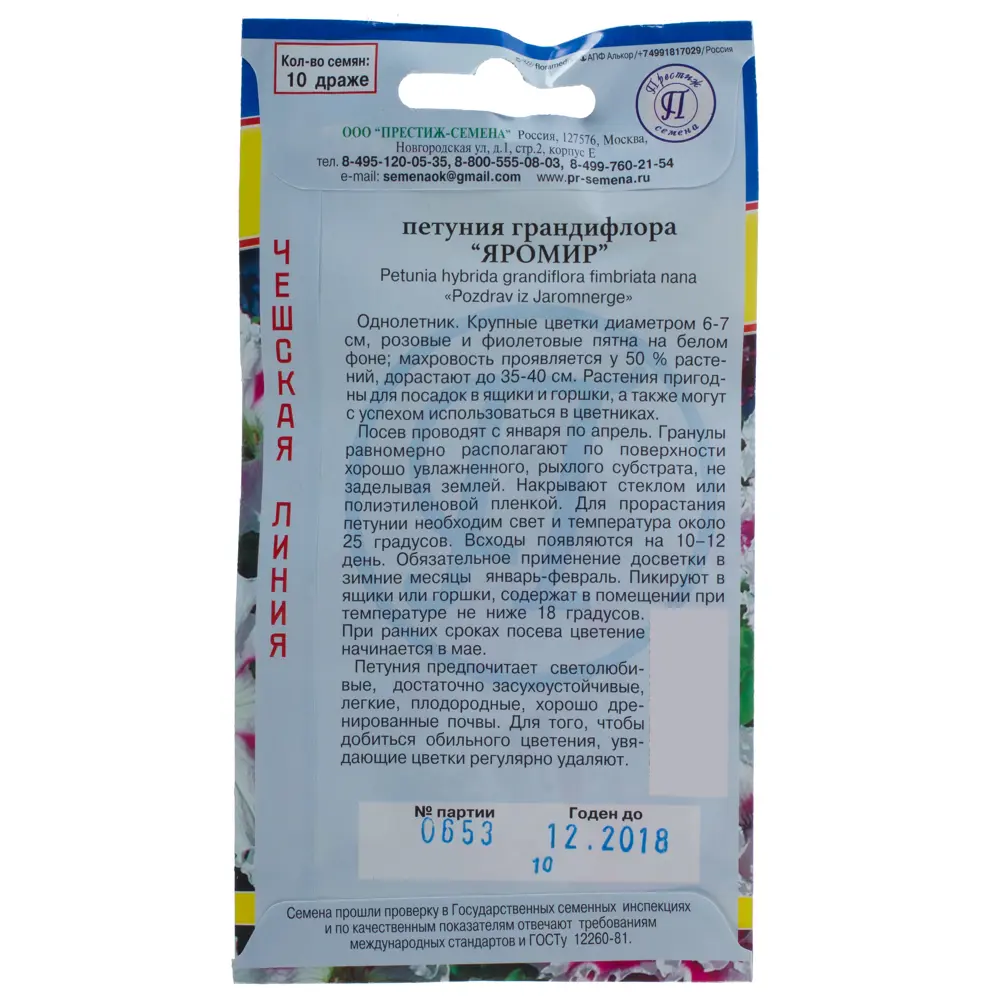 Кол-во семян:
10 драже
АПФ Алькор/+74991817029/Россия
Престиж
П
семена
ООО "ПРЕСТИЖ-СЕМЕНА" Россия, 127576, Москва,
Новгородская ул, д.1, стр.2, корпус Е
тел. 8-495-120-05-35, 8-800-555-08-03, 8-499-760-21-54
e-mail: semenaok@gmail.com www.pr-semena.ru
ЧЕШСКАЯ ЛИНИЯ
петуния грандифлора
"ЯРОМИР"
Petunia hybrida grandiflora fimbriata nana
«Pozdrav iz Jaromnerge»
Однолетник. Крупные цветки диаметром 6-7
см, розовые и фиолетовые пятна на белом
фоне; махровость проявляется у 50 % расте-
ний, дорастают до 35-40 см. Растения пригод-
ны для посадок в ящики и горшки, а также могут
с успехом использоваться в цветниках.
Посев проводят с января по апрель. Гранулы
равномерно располагают по поверхности
хорошо увлажненного, рыхлого субстрата, не
заделывая землей. Накрывают стеклом или
полиэтиленовой пленкой. Для прорастания
петунии необходим свет и температура около
25 градусов. Всходы появляются на 10–12
день. Обязательное применение досветки в
зимние месяцы январь-февраль. Пикируют в
ящики или горшки, содержат в помещении при
температуре не ниже 18 градусов.
При ранних сроках посева цветение
начинается в мае.
Петуния предпочитает светолюби-
вые, достаточно засухоустойчивые,
легкие, плодородные, хорошо дре-
нированные почвы. Для того, чтобы
добиться обильного цветения, увя-
дающие цветки регулярно удаляют.
№ партии Годен до
0653 12.2018
10
Семена прошли проверку в Государственных семенных инспекциях
и по качественным показателям отвечают требованиям
международных стандартов и ГОСТу 12260-81.